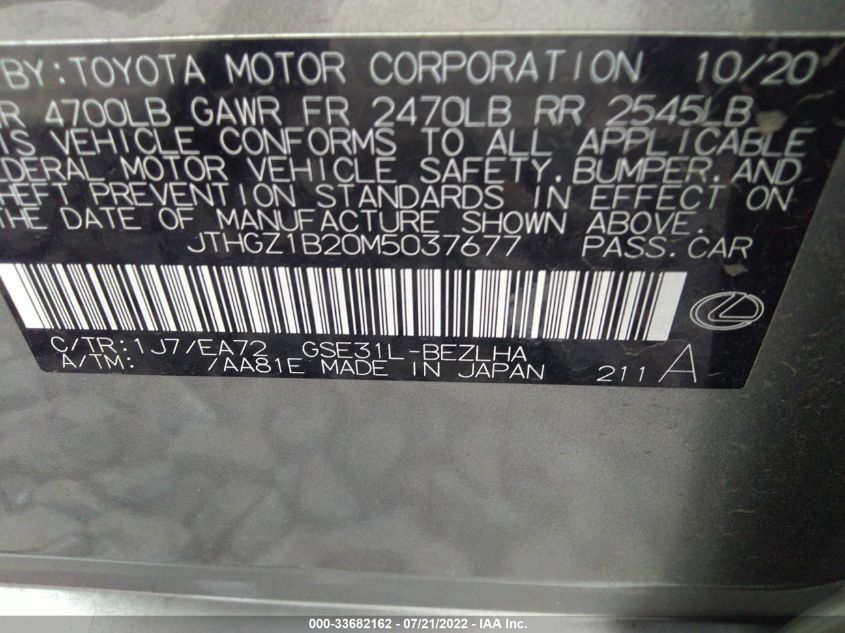 BY: TOYOTA MOTOR CORPORATION 10/20
4700LB GAWR FR 2470LB RR 2545LB
VEHICLE CONFORMS TO ALL APPLICABLE
MOTOR VEHICLE SAFETY, BUMPER, AND
PREVENTION STANDARDS IN EFFECT ON
THE DATE OF MANUFACTURE SHOWN ABOVE.
JTHGZ1B20M5037677 PASS. CAR
C/TR: 1J7/EA72 GSE31L-BEZLHA
A/TM: /AA81E MADE IN JAPAN 211 A
000-33682162 - 07/21/2022 - IAA Inc.